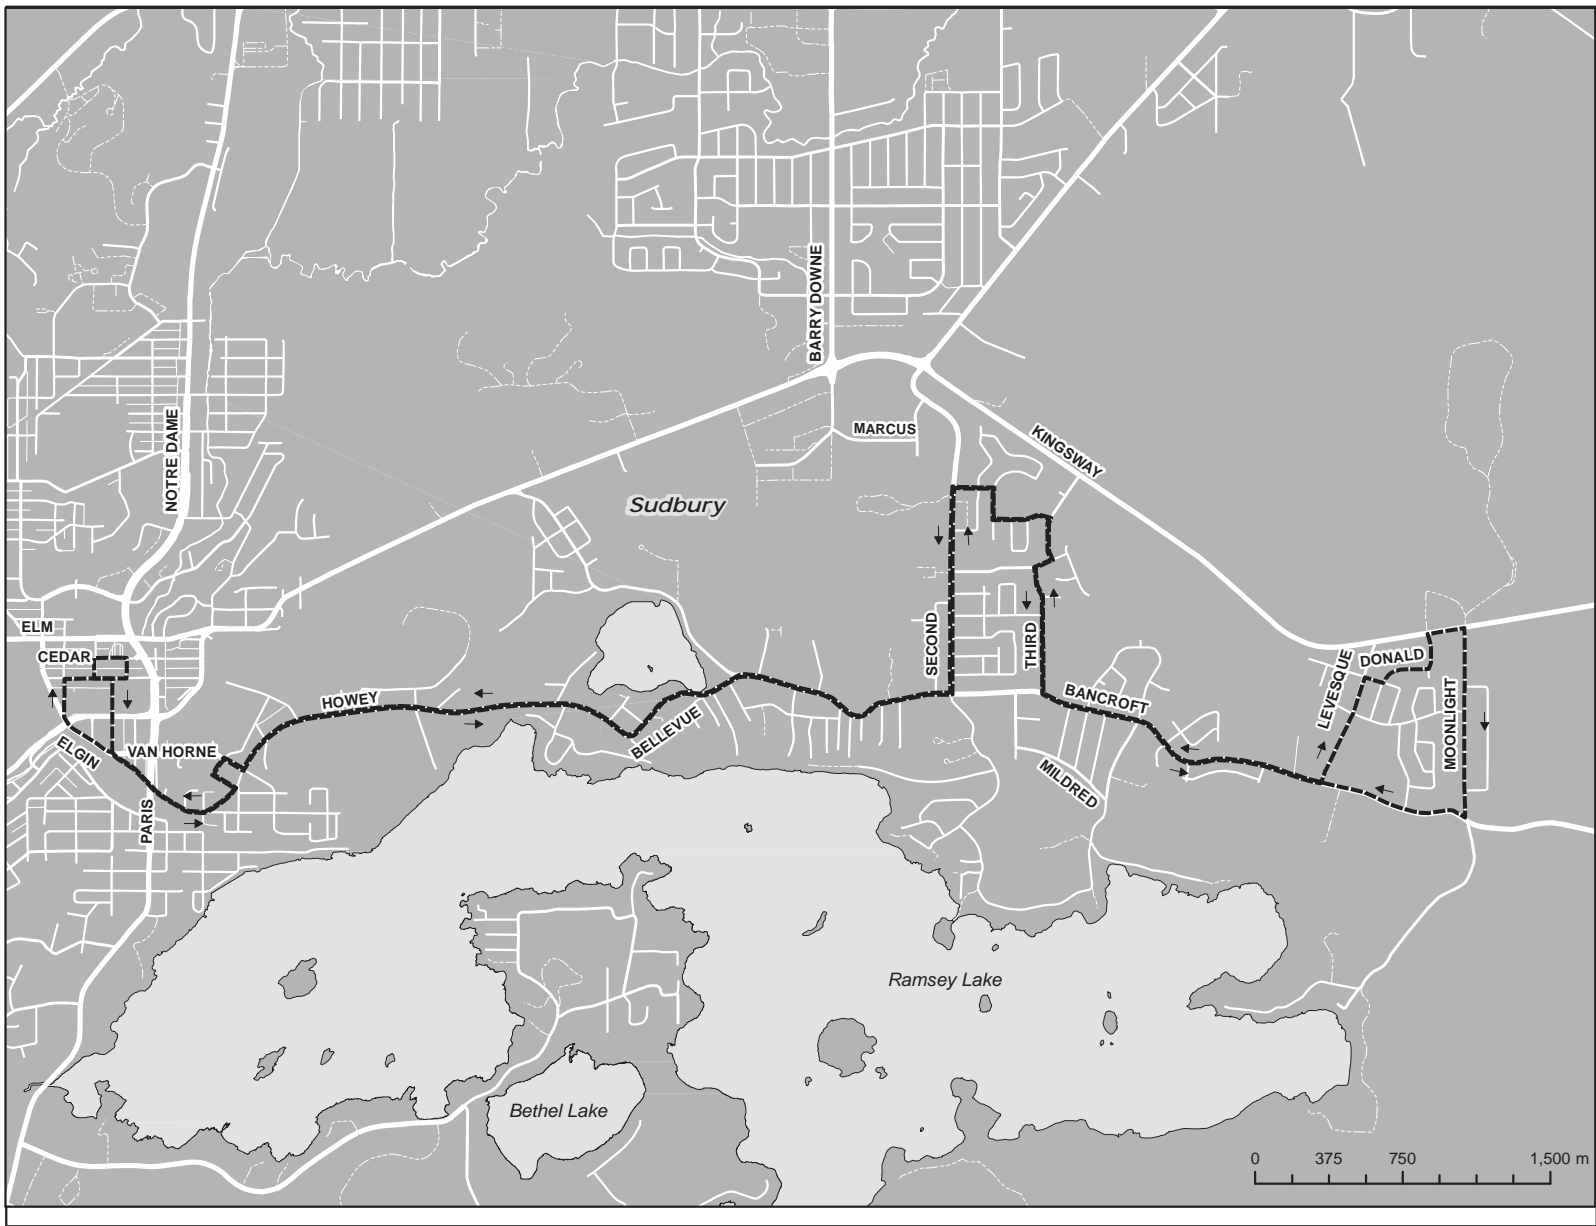 BARRY DOWNE
NOTRE DAME
MARCUS
KINGSWAY
Sudbury
ELM
CEDAR
SECOND
THIRD
LEVESQUE
DONALD
HOWEY
BANCROFT
MOONLIGHT
BELLEVUE
ELGIN
VAN HORNE
MILDRED
PARIS
Ramsey Lake
Bethel Lake
0 375 750 1,500 m